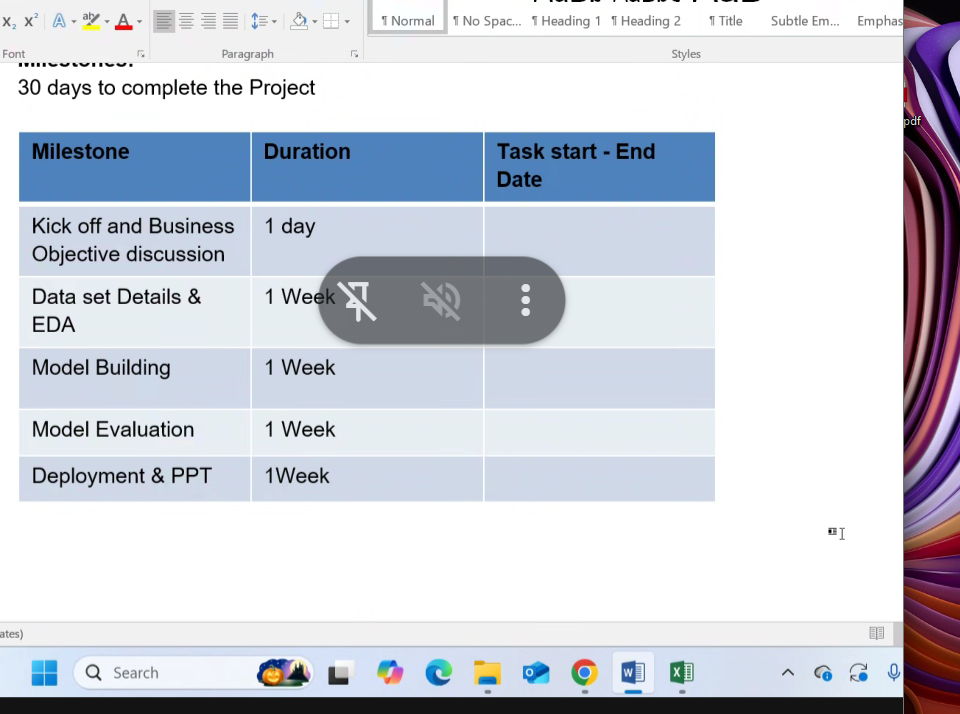 ¶ Normal
¶ No Spac...
¶ Heading 1
¶ Heading 2
¶ Title
Subtle Em...
Emphas
Font
Paragraph
Styles
Milestones:
30 days to complete the Project
pdf
Milestone Duration Task start - End
Date
Kick off and Business 1 day
Objective discussion
Data set Details & 1 Week
EDA
Model Building 1 Week
Model Evaluation 1 Week
Deployment & PPT 1Week
ates)
Search